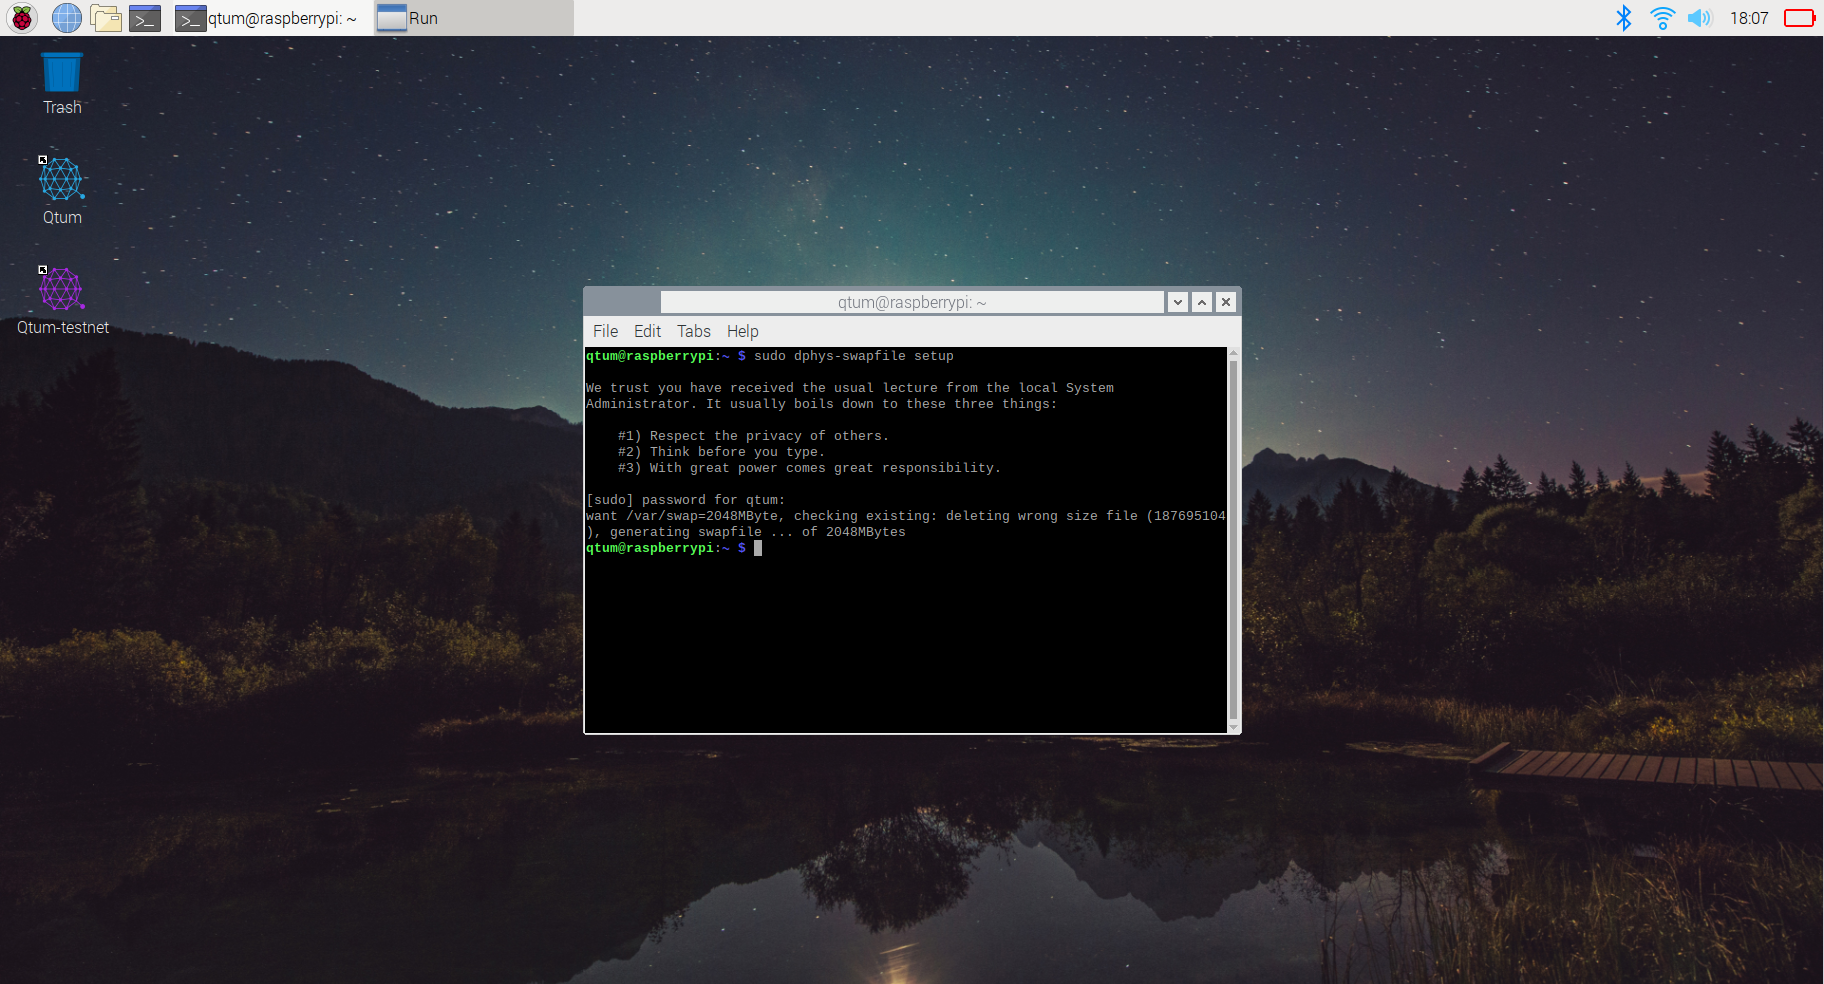 qtum@raspberrypi: ~
Run
18:07
Trash
Qtum
Qtum-testnet
qtum@raspberrypi: ~
File Edit Tabs Help
qtum@raspberrypi:~ $ sudo dphys-swapfile setup
We trust you have received the usual lecture from the local System
Administrator. It usually boils down to these three things:
#1) Respect the privacy of others.
#2) Think before you type.
#3) With great power comes great responsibility.
[sudo] password for qtum:
want /var/swap=2048MByte, checking existing: deleting wrong size file (187695104
), generating swapfile ... of 2048MBytes
qtum@raspberrypi:~ $